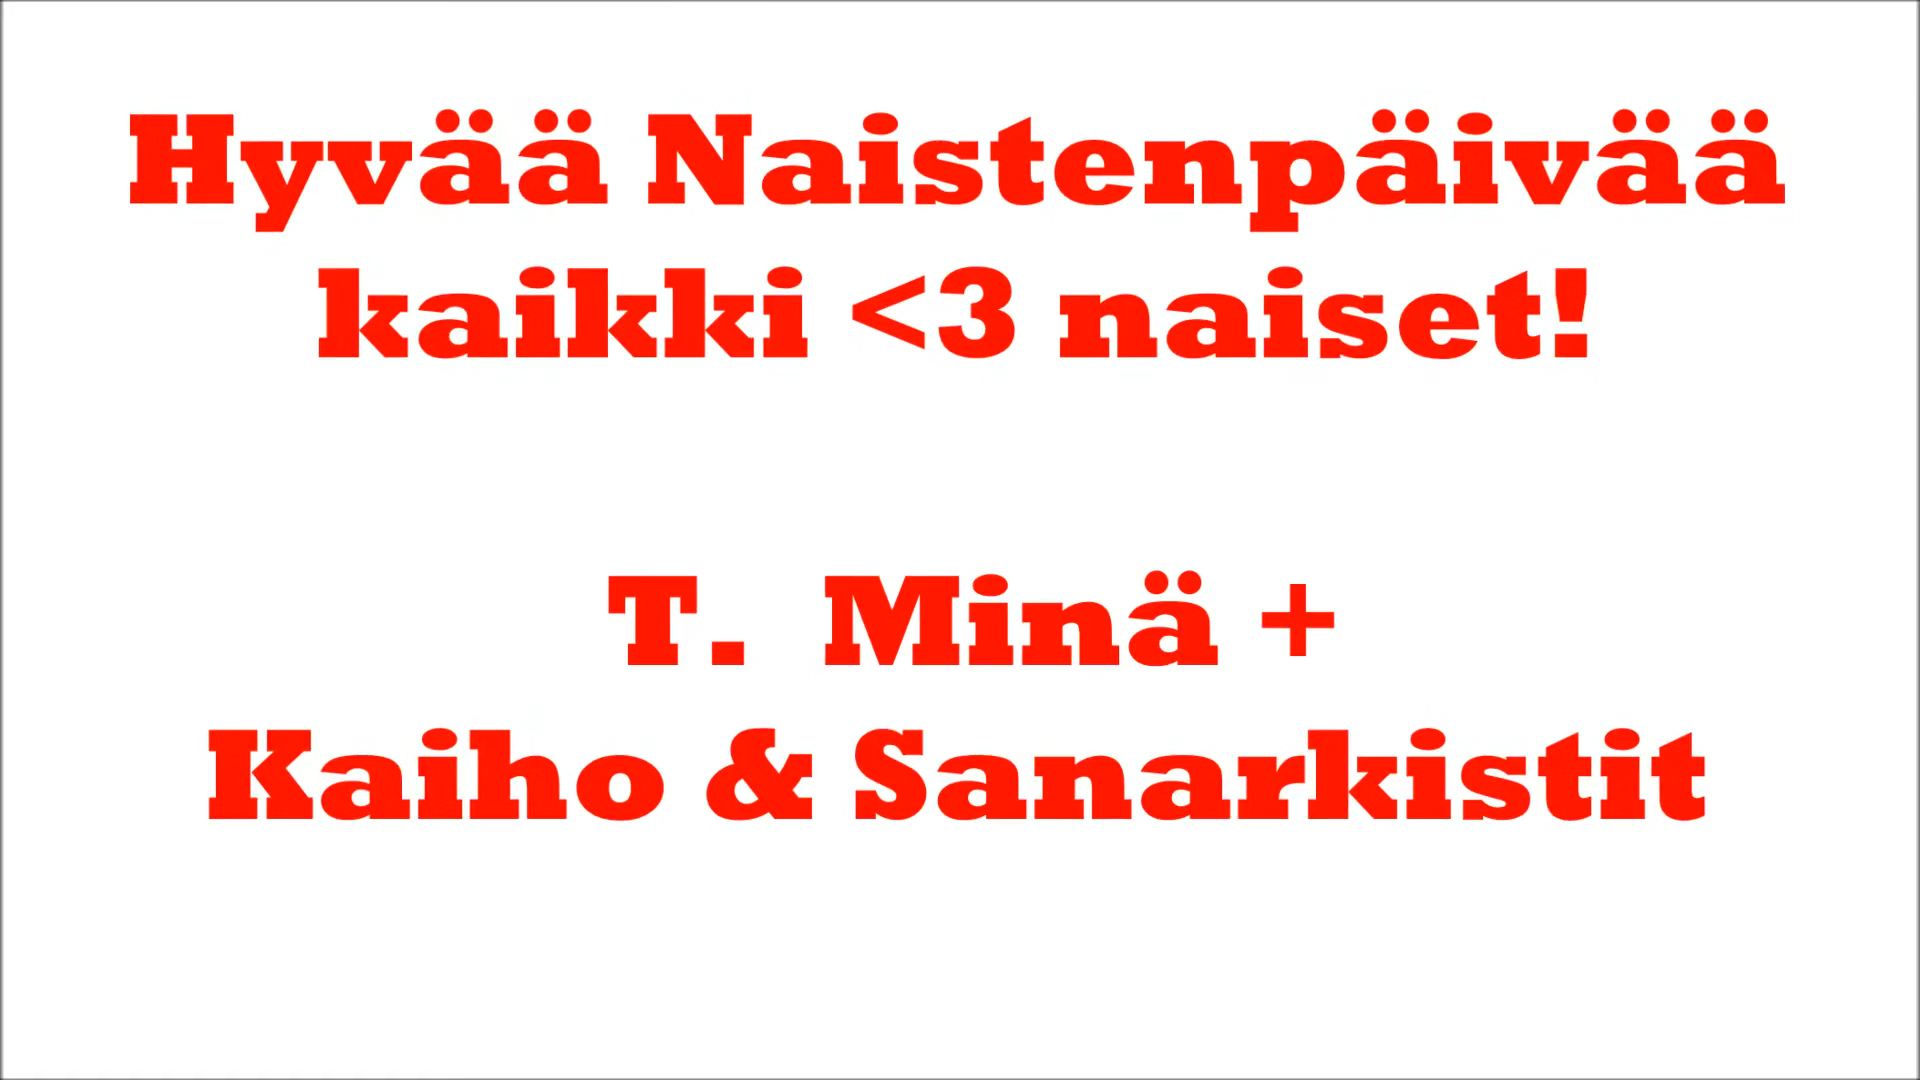 Hyvää Naistenpäivää
kaikki <3 naiset!
T. Minä +
Kaiho & Sanarkistit